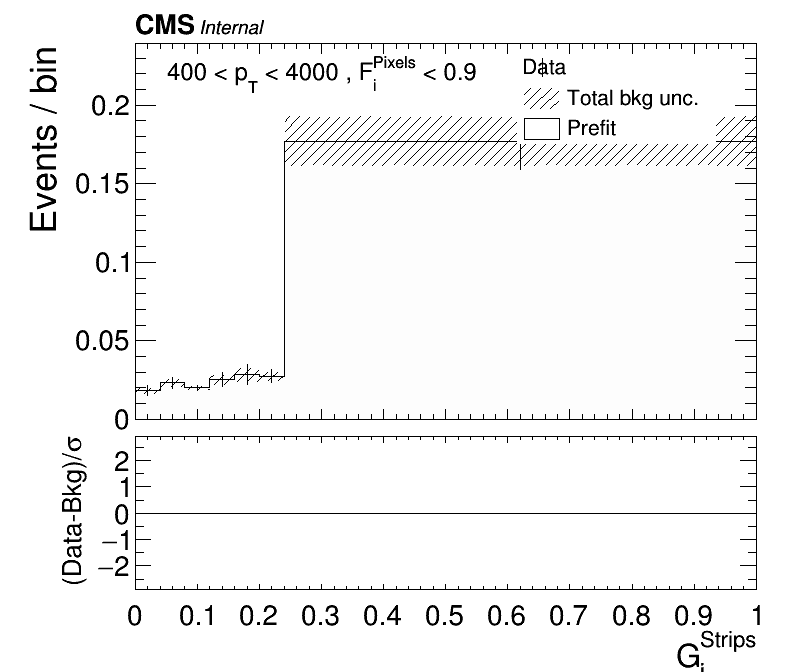 CMS Internal
400 < p_T < 4000 , F_i^Pixels < 0.9
Data
Total bkg unc.
Prefit
Events / bin
0.2
0.15
0.1
0.05
0
(Data-Bkg)/σ
2
1
0
−1
−2
0 0.1 0.2 0.3 0.4 0.5 0.6 0.7 0.8 0.9 1
G_i^Strips